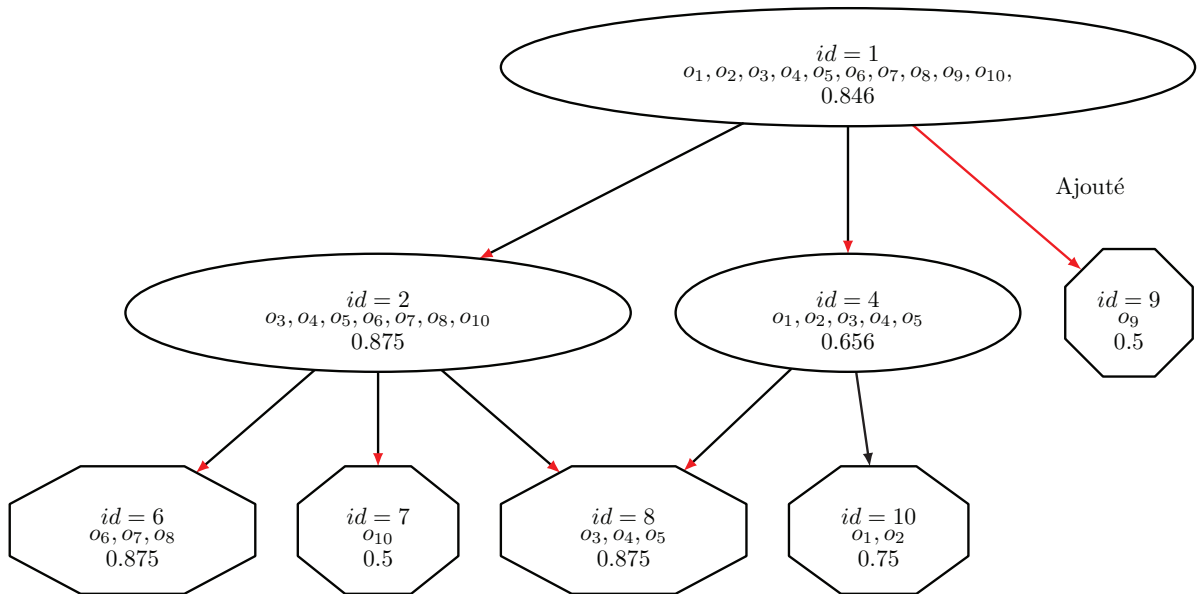 id = 1
o₁, o₂, o₃, o₄, o₅, o₆, o₇, o₈, o₉, o₁₀,
0.846
Ajouté
id = 2
o₃, o₄, o₅, o₆, o₇, o₈, o₁₀
0.875
id = 4
o₁, o₂, o₃, o₄, o₅
0.656
id = 9
o₉
0.5
id = 6
o₆, o₇, o₈
0.875
id = 7
o₁₀
0.5
id = 8
o₃, o₄, o₅
0.875
id = 10
o₁, o₂
0.75